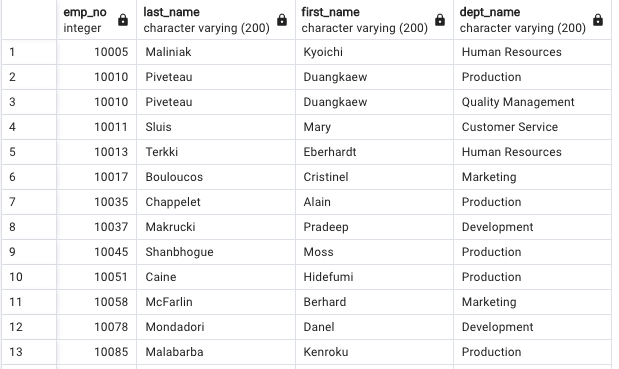 emp_no last_name first_name dept_name
integer character varying (200) character varying (200) character varying (200)
1 10005 Maliniak Kyoichi Human Resources
2 10010 Piveteau Duangkaew Production
3 10010 Piveteau Duangkaew Quality Management
4 10011 Sluis Mary Customer Service
5 10013 Terkki Eberhardt Human Resources
6 10017 Bouloucos Cristinel Marketing
7 10035 Chappelet Alain Production
8 10037 Makrucki Pradeep Development
9 10045 Shanbhogue Moss Production
10 10051 Caine Hidefumi Production
11 10058 McFarlin Berhard Marketing
12 10078 Mondadori Danel Development
13 10085 Malabarba Kenroku Production